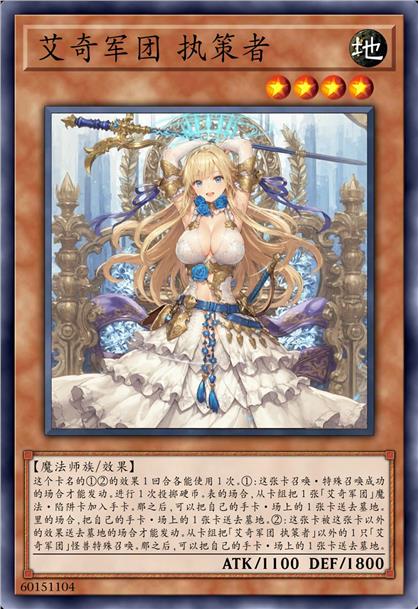 艾奇军团 执策者
地
【魔法师族/效果】
这个卡名的①②的效果1回合各能使用1次。①:这张卡召唤·特殊召唤成功
的场合才能发动。进行1次投掷硬币。表的场合,从卡组把1张「艾奇军团」魔
法·陷阱卡加入手卡。那之后,可以把自己的手卡·场上的1张卡送去墓地。
里的场合,把自己的手卡·场上的1张卡送去墓地。②:这张卡被这张卡以外
的效果送去墓地的场合才能发动。从卡组把「艾奇军团 执策者」以外的1只「艾
奇军团」怪兽特殊召唤。那之后,可以把自己的手卡·场上的1张卡送去墓地。
ATK/1100 DEF/1800
60151104